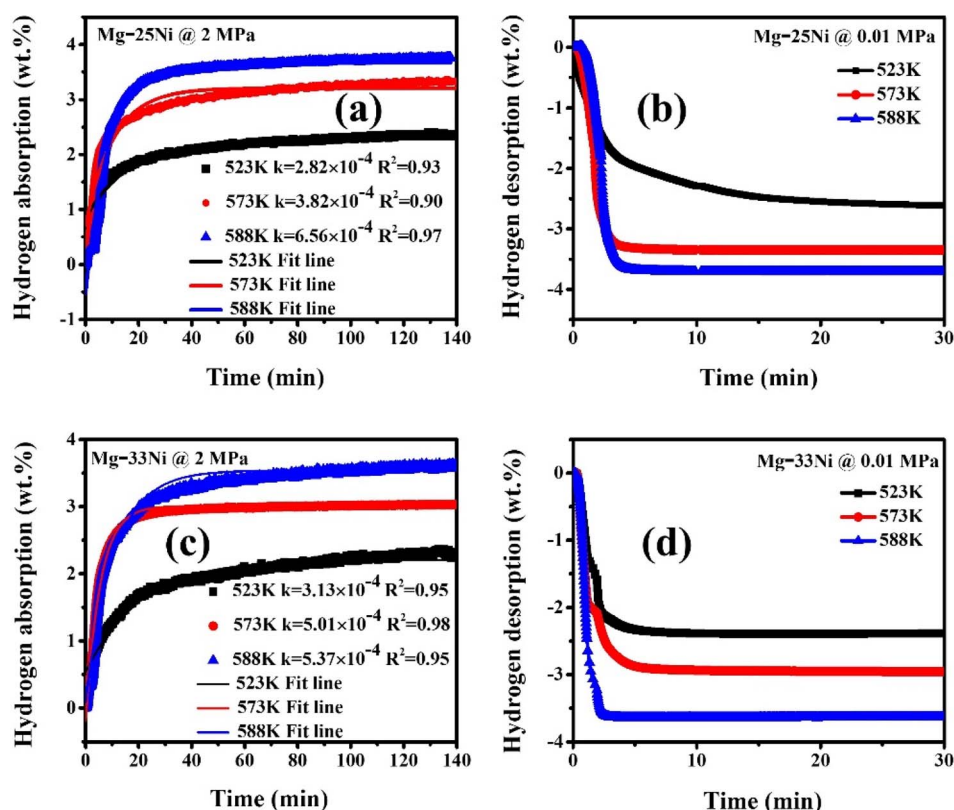 Hydrogen absorption (wt.%)
Mg−25Ni @ 2 MPa
(a)
523K k=2.82×10⁻⁴ R²=0.93
573K k=3.82×10⁻⁴ R²=0.90
588K k=6.56×10⁻⁴ R²=0.97
523K Fit line
573K Fit line
588K Fit line
5
4
3
2
1
0
-1
0 20 40 60 80 100 120 140
Time (min)
Hydrogen desorption (wt.%)
Mg−25Ni @ 0.01 MPa
523K
573K
588K
(b)
0
-1
-2
-3
-4
0 10 20 30
Time (min)
Hydrogen absorption (wt.%)
Mg−33Ni @ 2 MPa
(c)
523K k=3.13×10⁻⁴ R²=0.95
573K k=5.01×10⁻⁴ R²=0.98
588K k=5.37×10⁻⁴ R²=0.95
523K Fit line
573K Fit line
588K Fit line
4
3
2
1
0
0 20 40 60 80 100 120 140
Time (min)
Hydrogen desorption (wt.%)
Mg−33Ni @ 0.01 MPa
523K
573K
588K
(d)
0
-1
-2
-3
-4
0 10 20 30
Time (min)